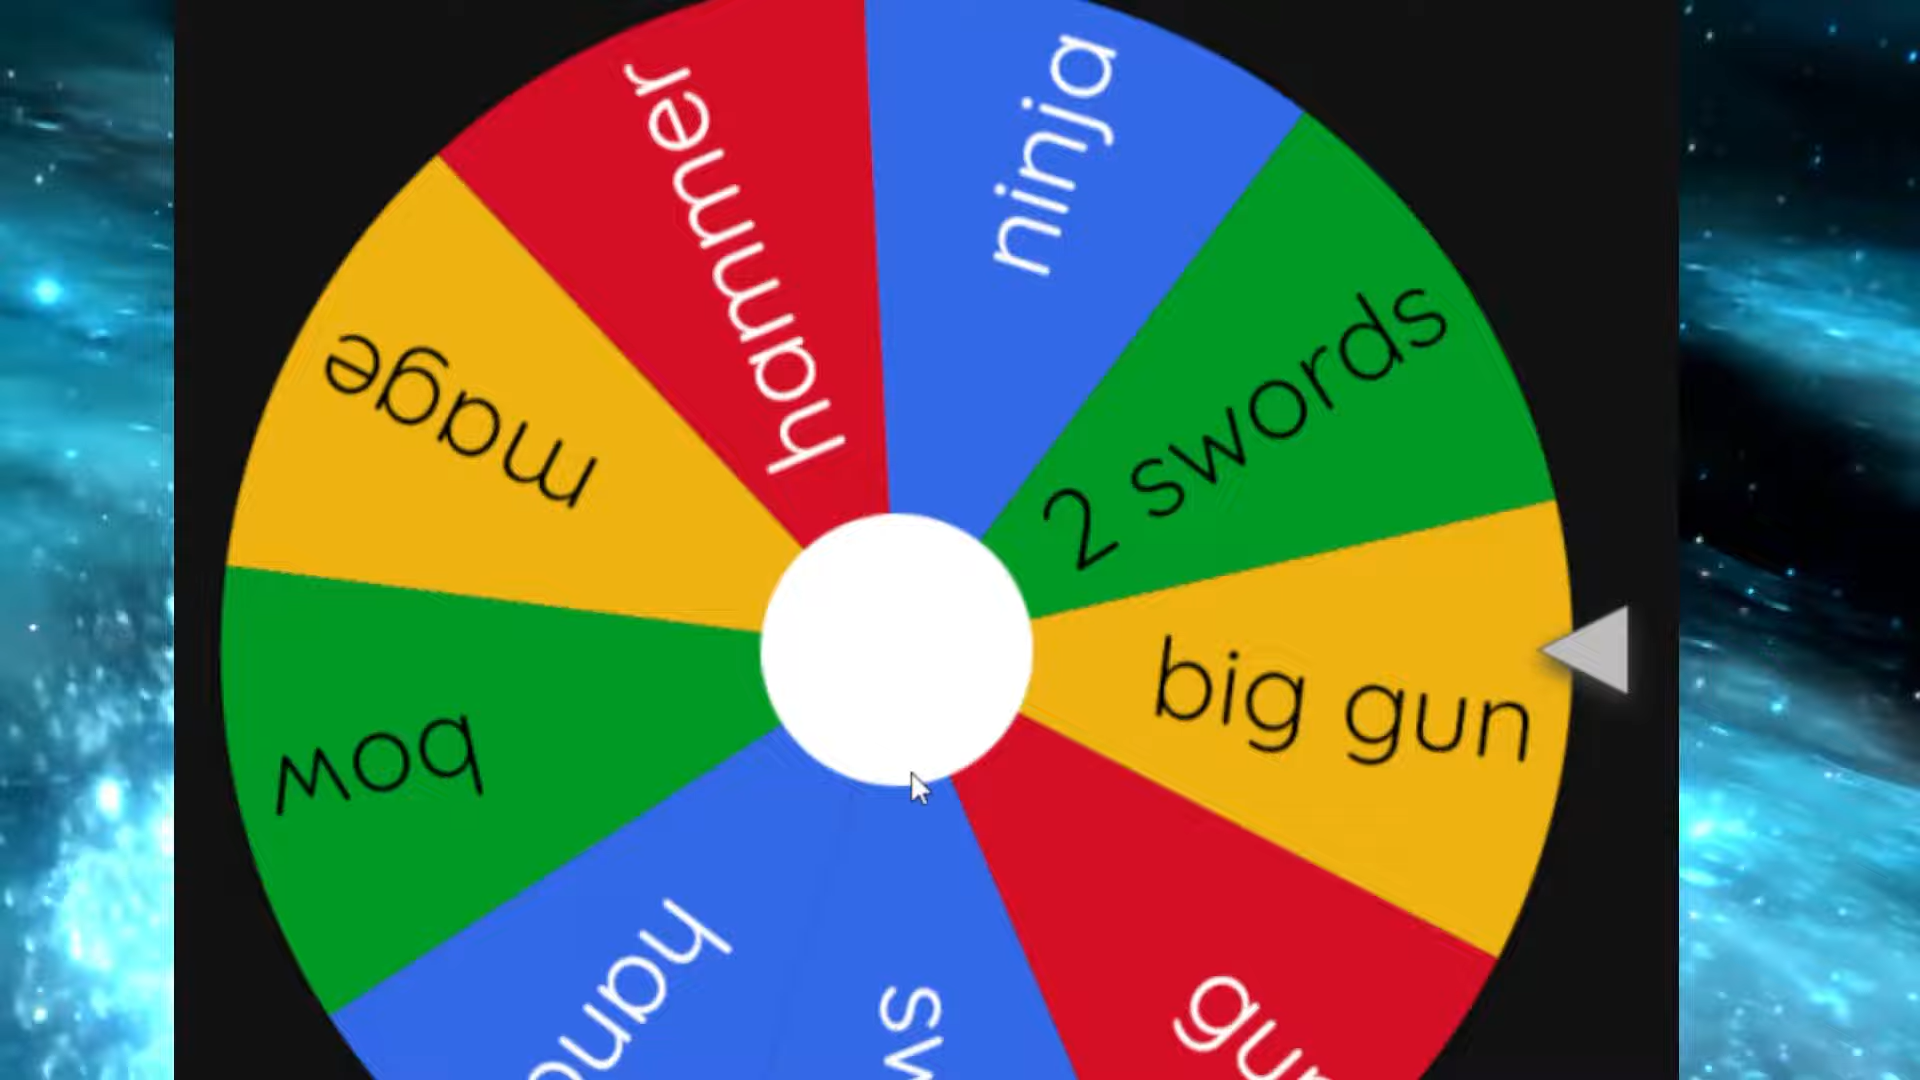 hammer
ninja
2 swords
mage
big gun
bow